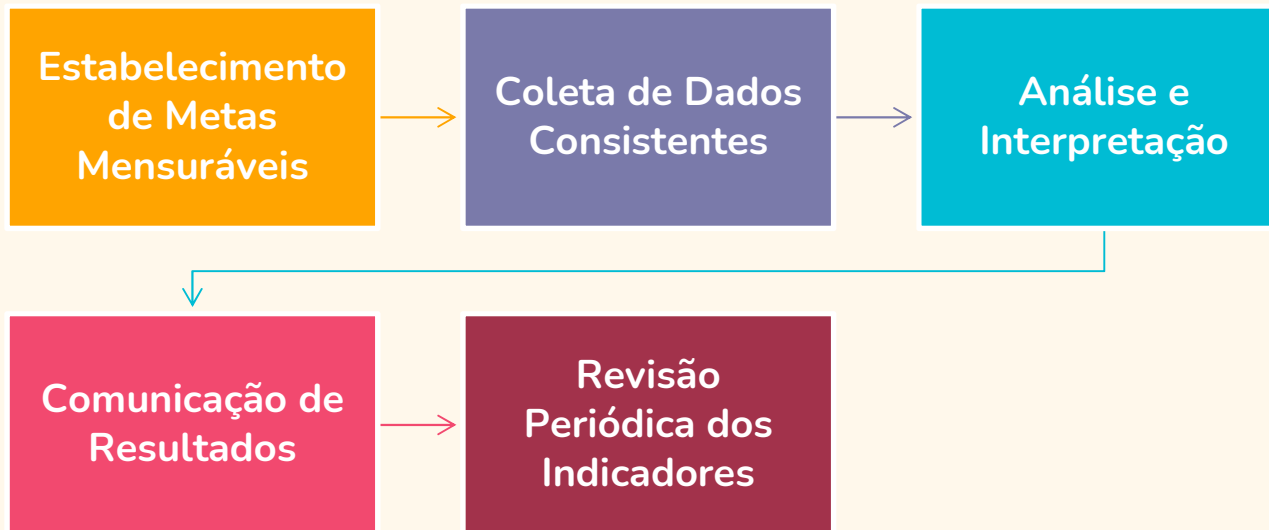 Estabelecimento
de Metas
Mensuráveis
Coleta de Dados
Consistentes
Análise e
Interpretação
Comunicação de
Resultados
Revisão
Periódica dos
Indicadores